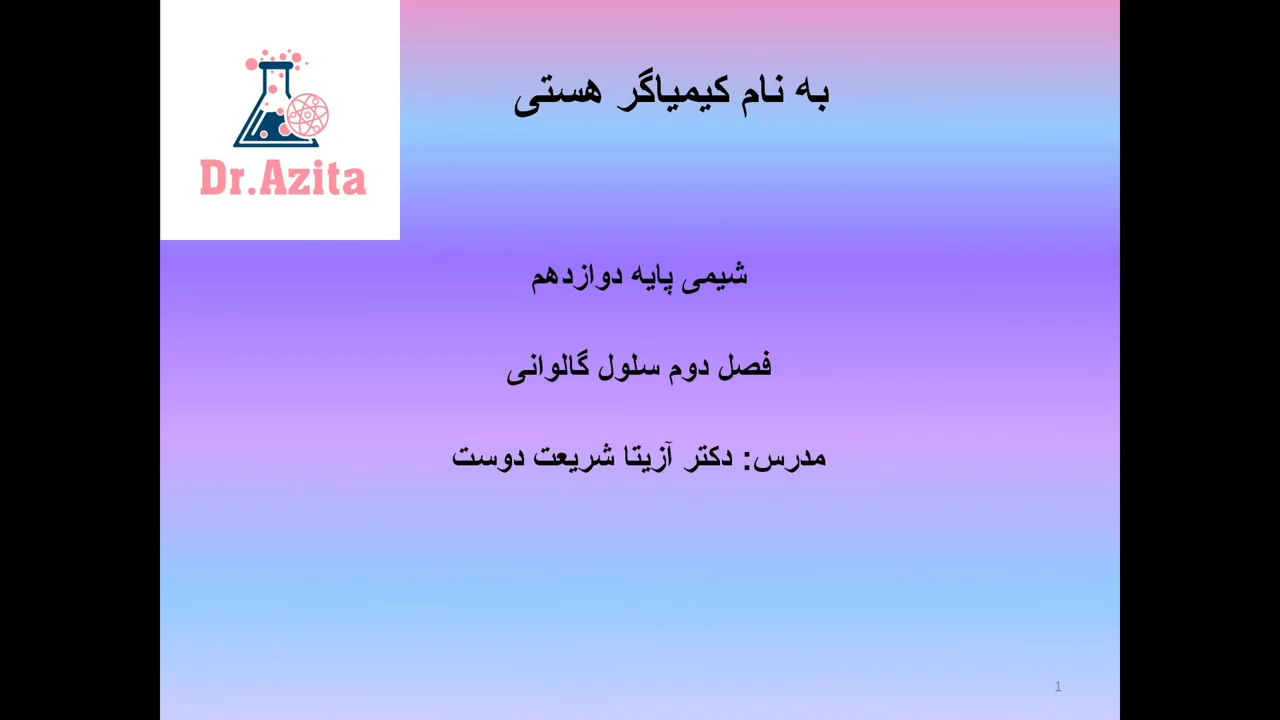 Dr.Azita
به نام کیمیاگر هستی
شیمی پایه دوازدهم
فصل دوم سلول گالوانی
مدرس: دکتر آزیتا شریعت دوست
1